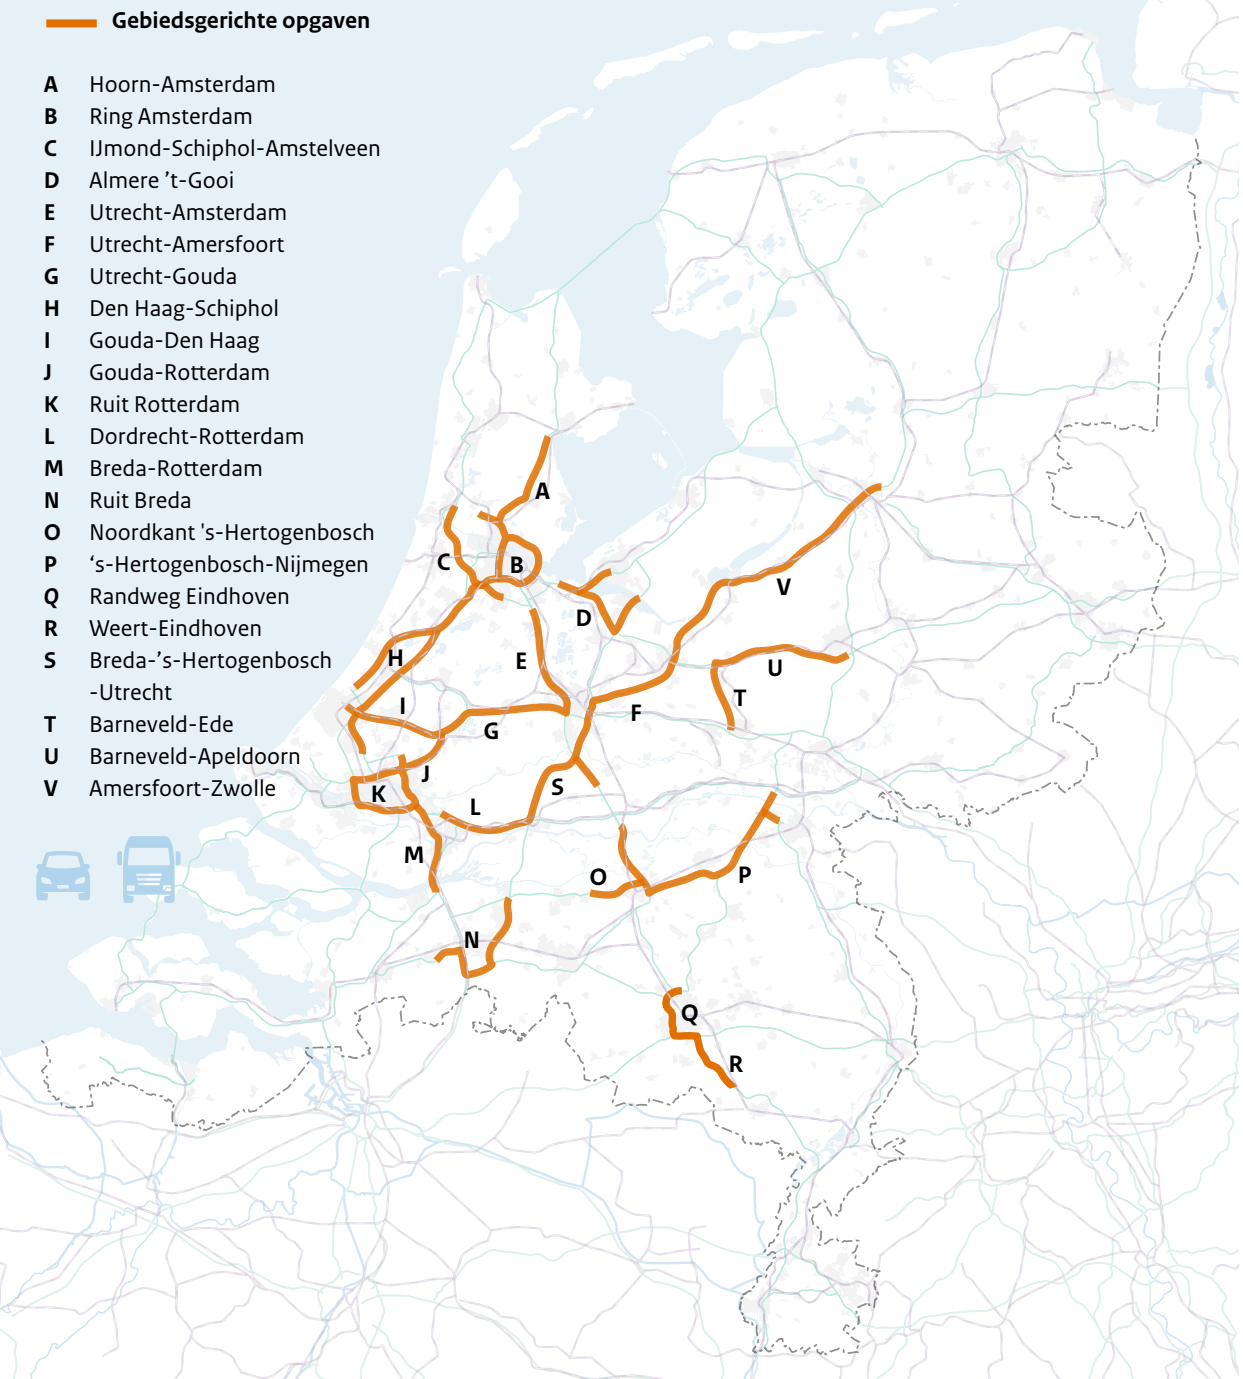 Gebiedsgerichte opgaven
A Hoorn-Amsterdam
B Ring Amsterdam
C IJmond-Schiphol-Amstelveen
D Almere ’t-Gooi
E Utrecht-Amsterdam
F Utrecht-Amersfoort
G Utrecht-Gouda
H Den Haag-Schiphol
I Gouda-Den Haag
J Gouda-Rotterdam
K Ruit Rotterdam
L Dordrecht-Rotterdam
M Breda-Rotterdam
N Ruit Breda
O Noordkant 's-Hertogenbosch
P ‘s-Hertogenbosch-Nijmegen
Q Randweg Eindhoven
R Weert-Eindhoven
S Breda-’s-Hertogenbosch
-Utrecht
T Barneveld-Ede
U Barneveld-Apeldoorn
V Amersfoort-Zwolle
A
B
C
V
D
H
E
U
T
I
F
G
J
K
S
L
M
O
P
N
Q
R